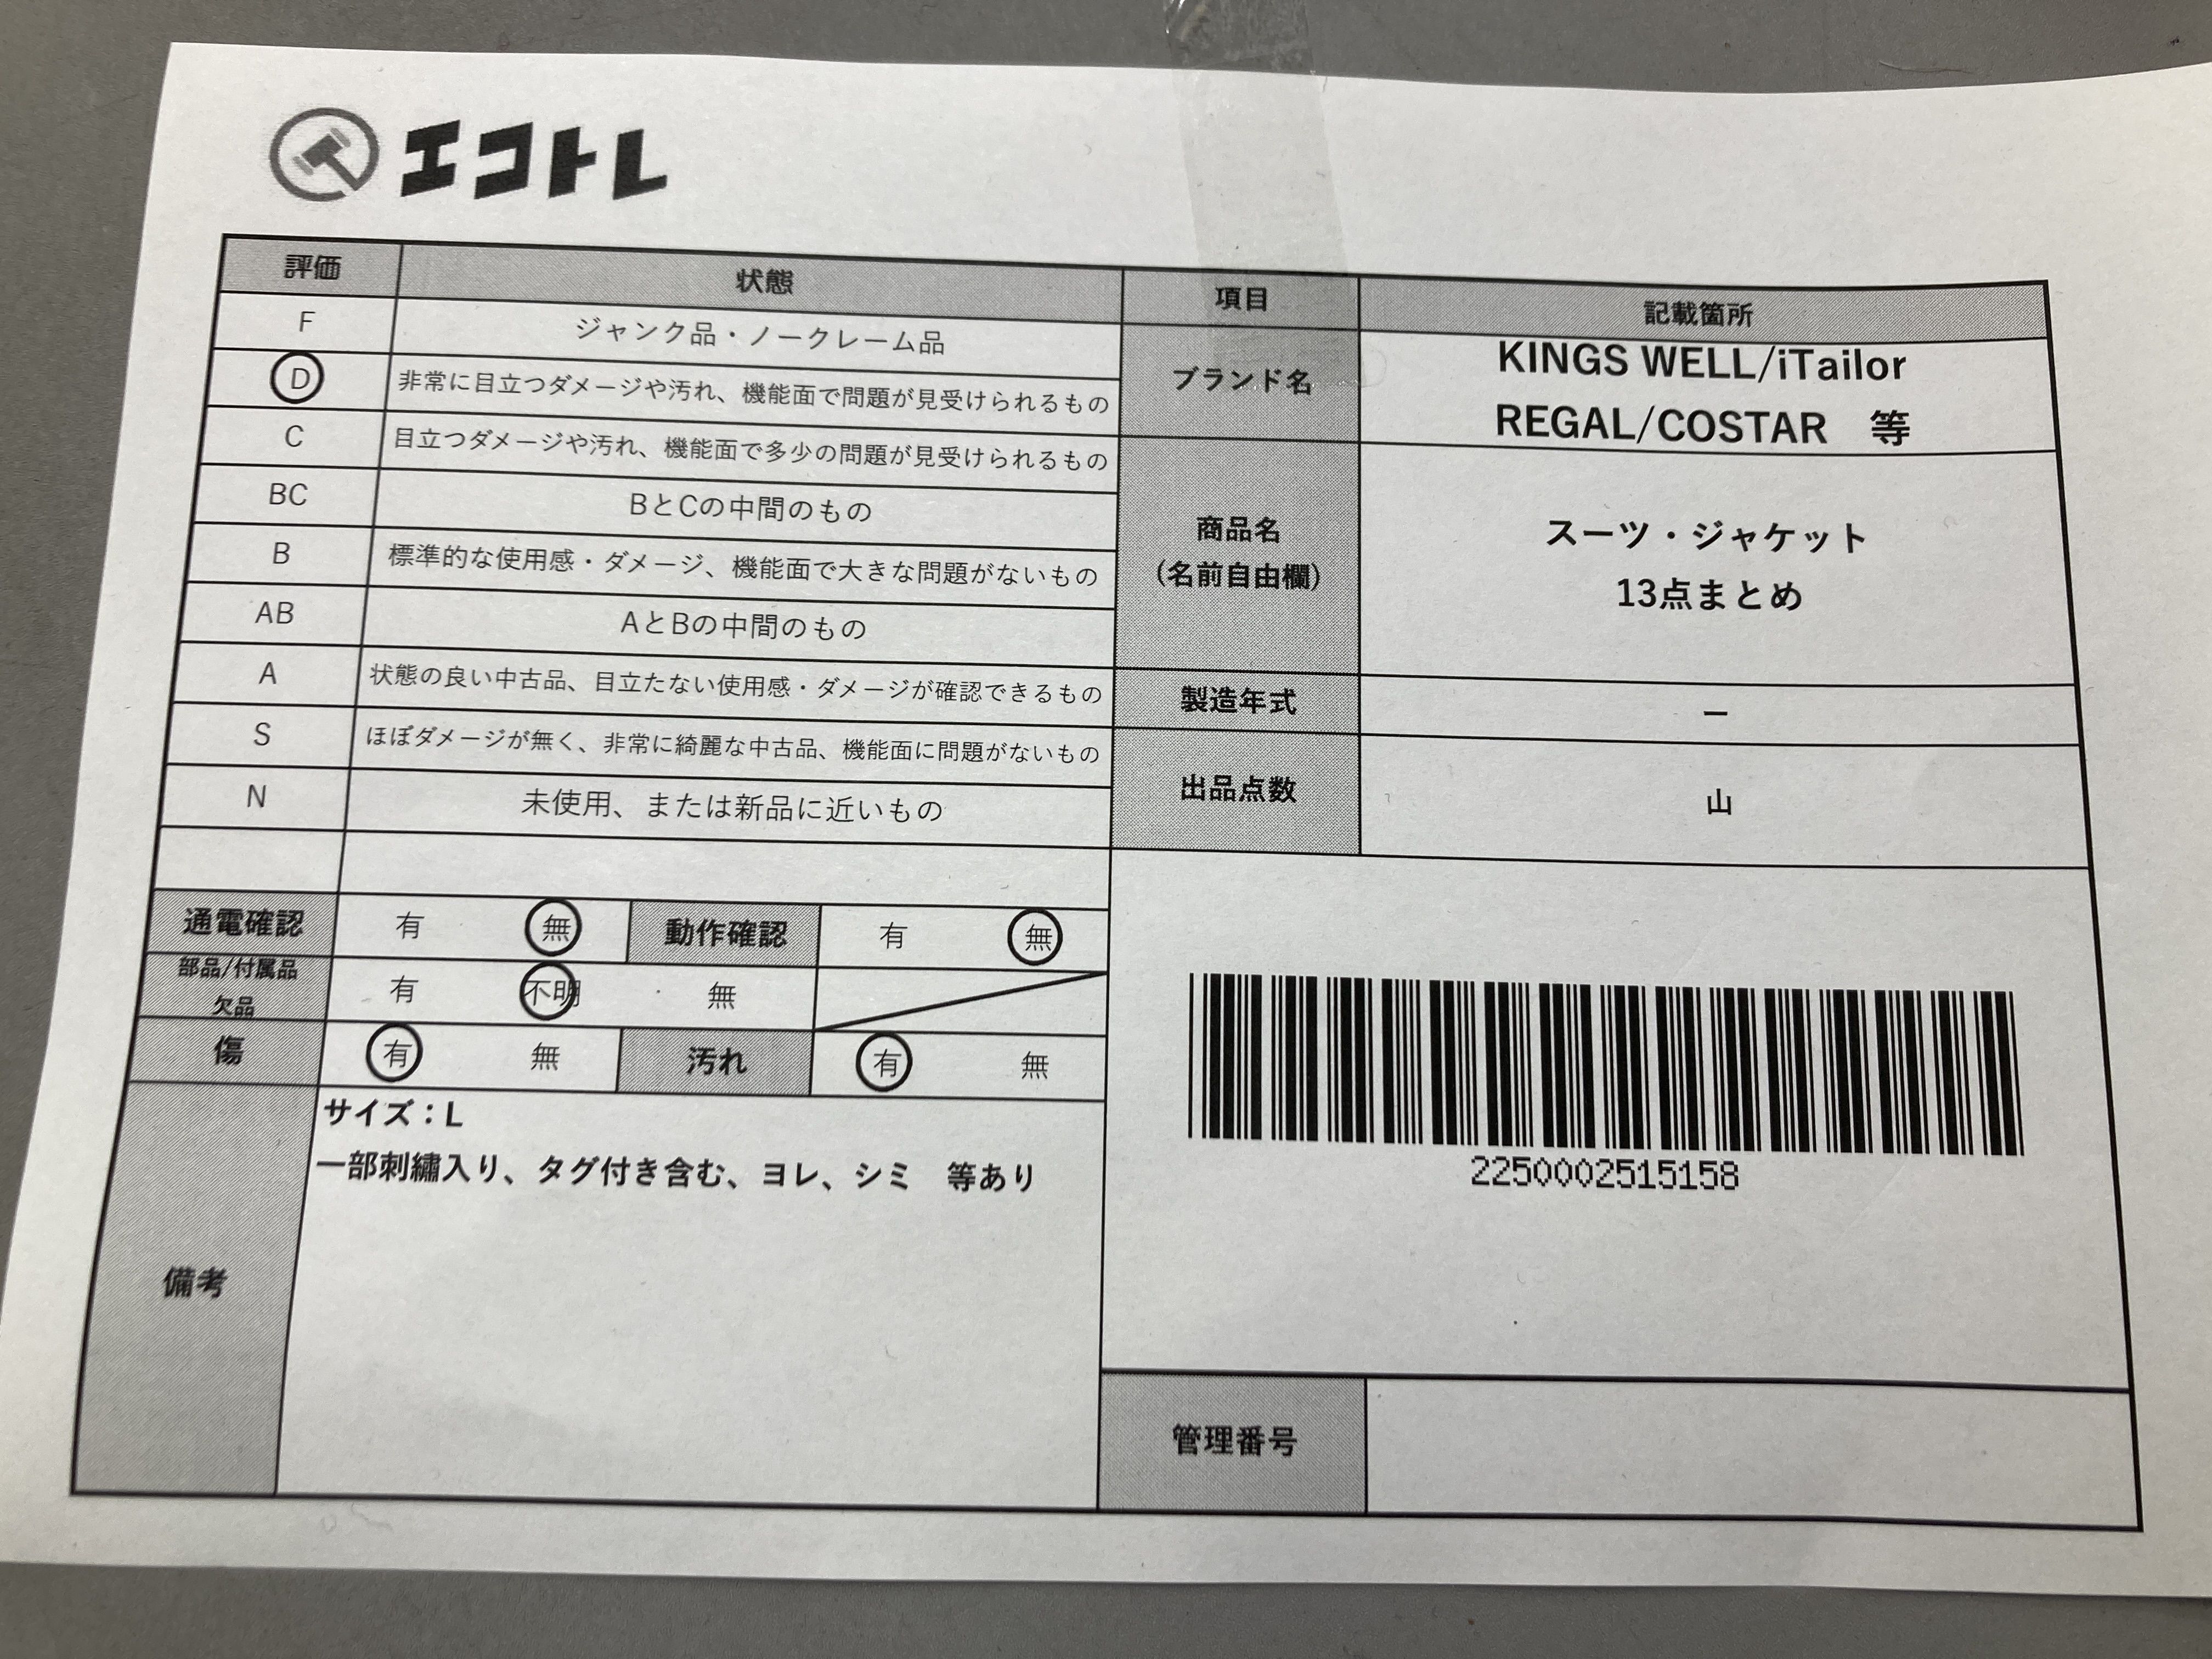 エコトレ
評価 状態 項目 記載箇所
F ジャンク品・ノークレーム品
D 非常に目立つダメージや汚れ、機能面で問題が見受けられるもの
C 目立つダメージや汚れ、機能面で多少の問題が見受けられるもの
BC BとCの中間のもの
B 標準的な使用感・ダメージ、機能面で大きな問題がないもの
AB AとBの中間のもの
A 状態の良い中古品、目立たない使用感・ダメージが確認できるもの
S ほぼダメージが無く、非常に綺麗な中古品、機能面に問題がないもの
N 未使用、または新品に近いもの
ブランド名
KINGS WELL/iTailor
REGAL/COSTAR 等
商品名
(名前自由欄)
スーツ・ジャケット
13点まとめ
製造年式 ー
出品点数 山
通電確認 有 無 動作確認 有 無
部品/付属品
欠品
有 不明 無
傷 有 無 汚れ 有 無
備考
サイズ：L
一部刺繡入り、タグ付き含む、ヨレ、シミ 等あり
2250002515158
管理番号